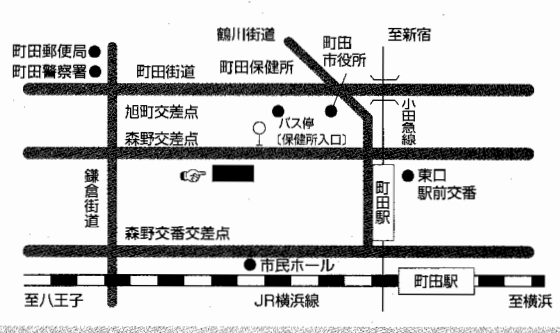 鶴川街道
町田
市役所
至新宿
町田郵便局
町田警察署
町田街道
町田保健所
旭町交差点
バス停
〔保健所入口〕
小田急線
森野交差点
鎌倉街道
町田駅
東口
駅前交番
森野交番交差点
市民ホール
町田駅
至八王子
JR横浜線
至横浜